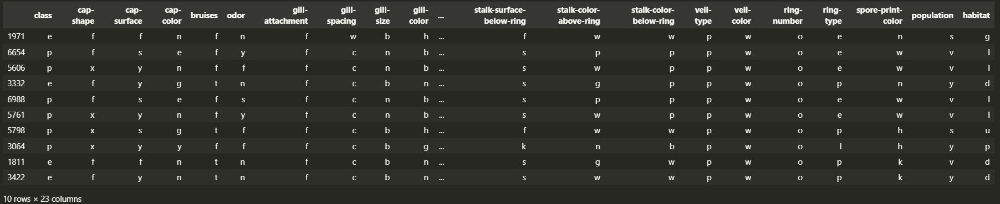 class cap-shape cap-surface cap-color bruises odor gill-attachment gill-spacing gill-size gill-color ... stalk-surface-below-ring stalk-color-above-ring stalk-color-below-ring veil-type veil-color ring-number ring-type spore-print-color population habitat
1971 e f f n f n f w b h ... f w w p w o e n s g
6654 p f s e f y f c n b ... s p p p w o e w v l
5606 p x y n f f f c n b ... s w p p w o e w v l
3332 e f y g t n f c b n ... s g p p w o p n y d
6988 p f s e f s f c n b ... s p p p w o e w v l
5761 p x y n f y f c n b ... s w p p w o e w v l
5798 p x s g t f f c b h ... f w w p w o p h s u
3064 p x y y f f f c b g ... k n b p w o l h y p
1811 e f f n t n f c b n ... s g w p w o p k v d
3422 e f y n t n f c b n ... s w w p w o p k y d
10 rows × 23 columns